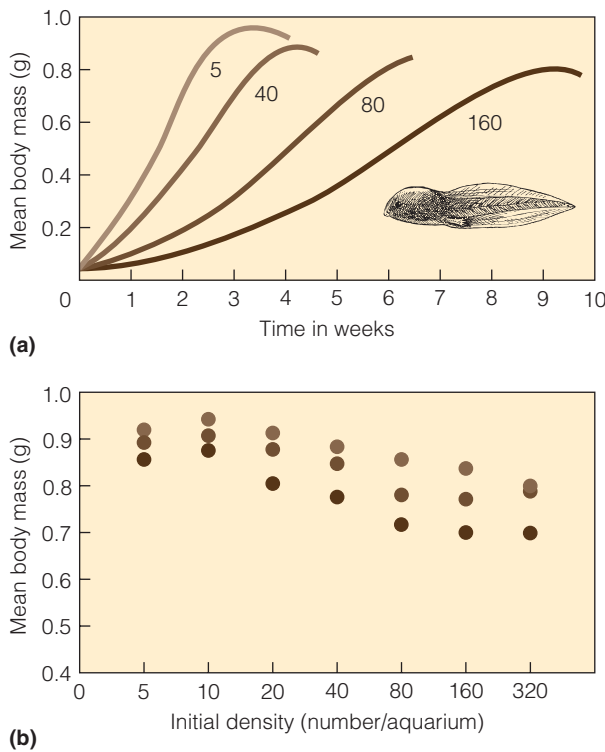 1.0
0.8
0.6
0.4
0.2
Mean body mass (g)
5
40
80
160
0 1 2 3 4 5 6 7 8 9 10
Time in weeks
(a)
1.0
0.9
0.8
0.7
0.6
0.5
0.4
Mean body mass (g)
0 5 10 20 40 80 160 320
Initial density (number/aquarium)
(b)